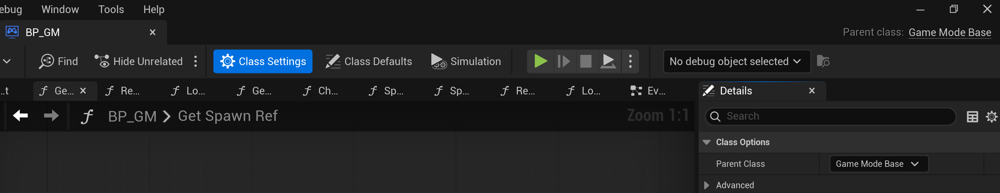 ebug Window Tools Help
BP_GM
Parent class: Game Mode Base
Find Hide Unrelated Class Settings Class Defaults Simulation No debug object selected
..t Ge... Re... Lo... Ge... Ch... Sp... Sp... Re... Lo... Ev... Details
BP_GM > Get Spawn Ref Zoom 1:1 Search
Class Options
Parent Class Game Mode Base
Advanced